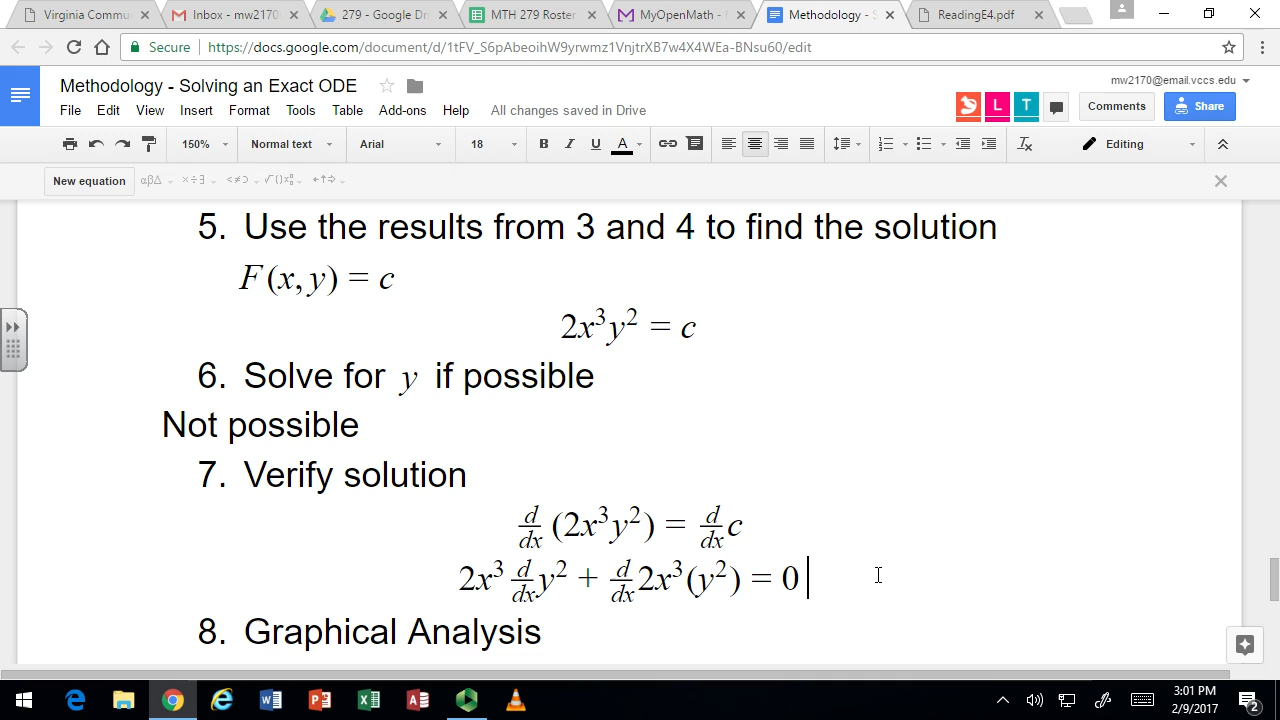 Virginia Commu
Inbox - mw2170
279 - Google Dri
MTH 279 Roster
MyOpenMath -
Methodology - S
ReadingE4.pdf
Secure
https://docs.google.com/document/d/1tFV_S6pAbeoihW9yrwmz1VnjtrXB7w4X4WEa-BNsu60/edit
Methodology - Solving an Exact ODE
mw2170@email.vccs.edu
File Edit View Insert Format Tools Table Add-ons Help All changes saved in Drive
L T Comments Share
150% Normal text Arial 18 B I U A Editing
New equation αβΔ ×÷∃ <≠⊃
5. Use the results from 3 and 4 to find the solution
F(x, y) = c
2x³y² = c
6. Solve for y if possible
Not possible
7. Verify solution
d/dx (2x³y²) = d/dx c
2x³ d/dx y² + d/dx 2x³(y²) = 0
8. Graphical Analysis
3:01 PM
2/9/2017
2